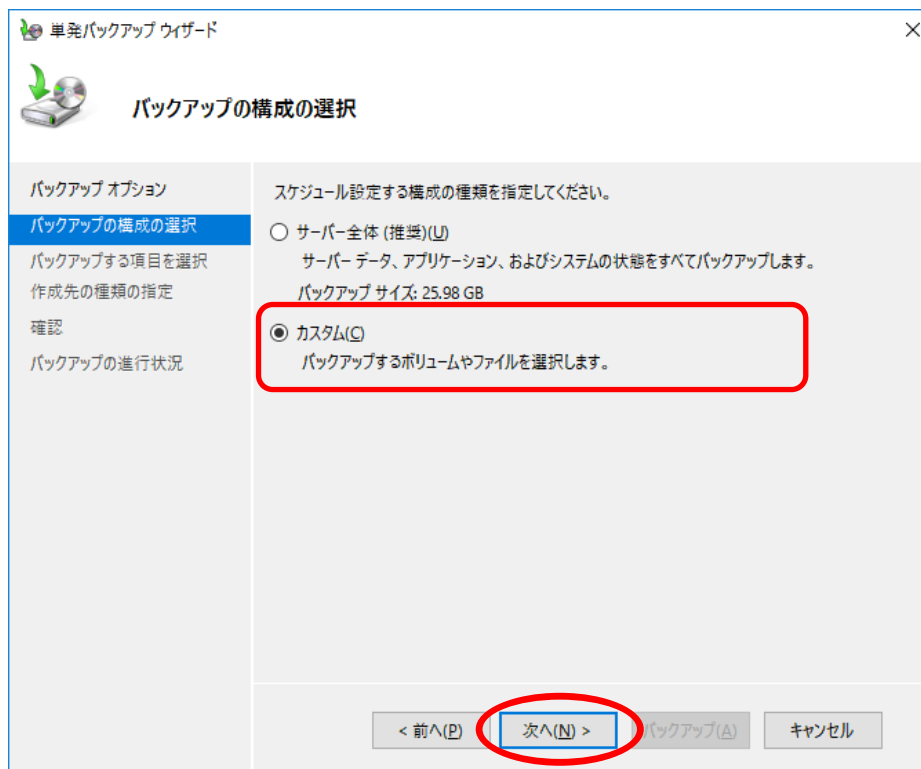 単発バックアップ ウィザード
バックアップの構成の選択
バックアップ オプション
バックアップの構成の選択
バックアップする項目を選択
作成先の種類の指定
確認
バックアップの進行状況
スケジュール設定する構成の種類を指定してください。
サーバー全体 (推奨)(U)
サーバー データ、アプリケーション、およびシステムの状態をすべてバックアップします。
バックアップ サイズ: 25.98 GB
カスタム(C)
バックアップするボリュームやファイルを選択します。
< 前へ(P)
次へ(N) >
バックアップ(A)
キャンセル